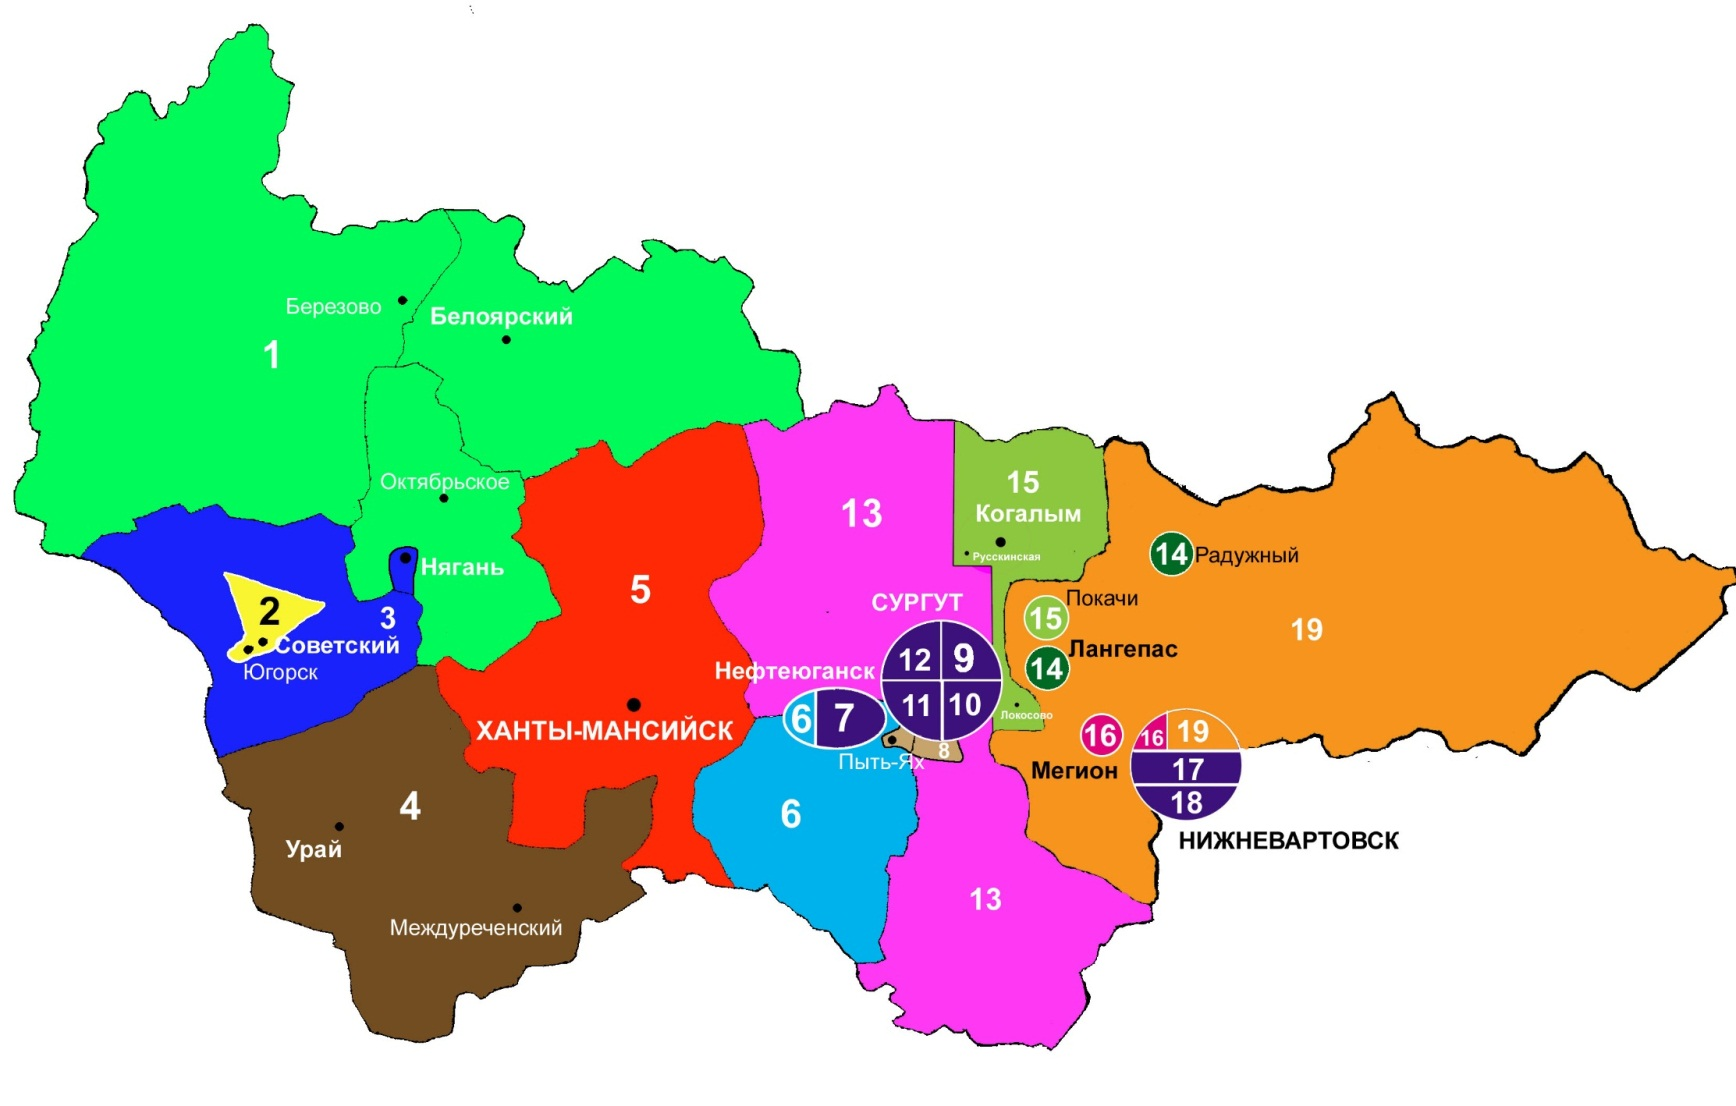 Березово
Белоярский
1
Октябрьское
13
15
Когалым
Русскинская
14
Радужный
Нягань
5
2
3
Советский
Югорск
СУРГУТ
Покачи
15
19
Лангепас
14
12
9
11
10
Нефтеюганск
6
7
Локосово
ХАНТЫ-МАНСИЙСК
8
Пыть-Ях
16
Мегион
16
19
17
18
НИЖНЕВАРТОВСК
4
6
Урай
13
Междуреченский